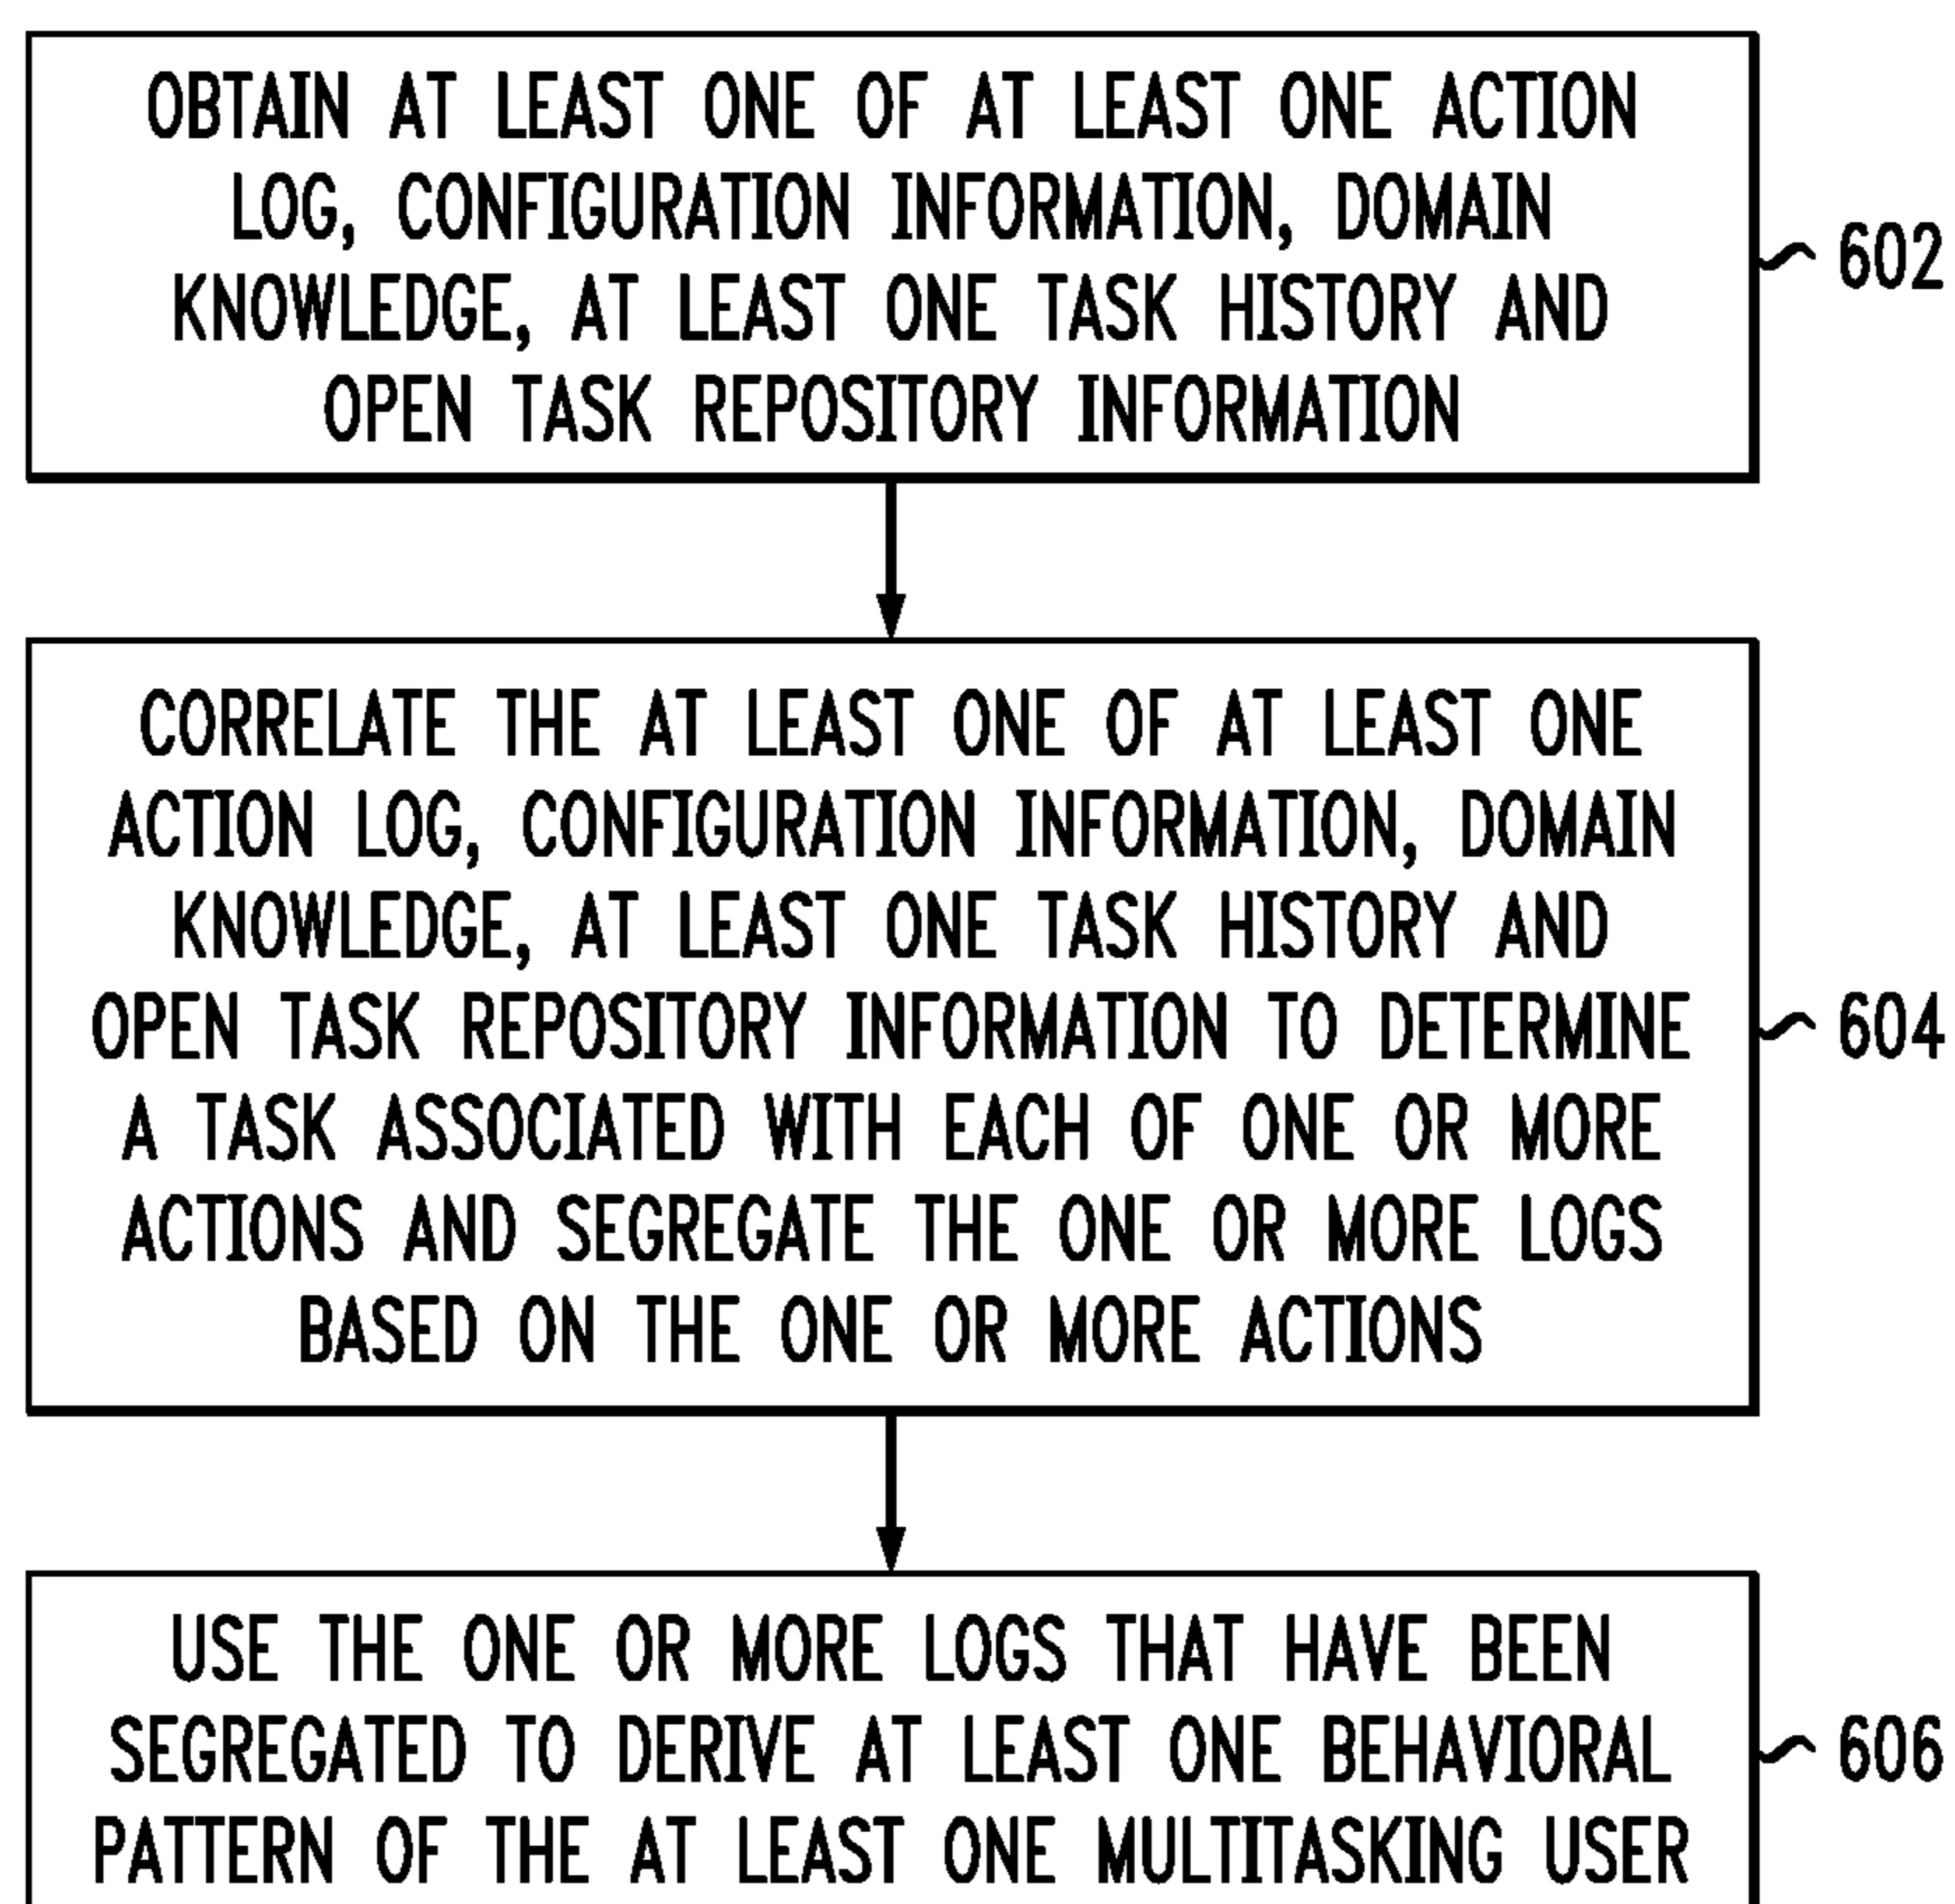 OBTAIN AT LEAST ONE OF AT LEAST ONE ACTION
LOG, CONFIGURATION INFORMATION, DOMAIN
KNOWLEDGE, AT LEAST ONE TASK HISTORY AND
OPEN TASK REPOSITORY INFORMATION
602
CORRELATE THE AT LEAST ONE OF AT LEAST ONE
ACTION LOG, CONFIGURATION INFORMATION, DOMAIN
KNOWLEDGE, AT LEAST ONE TASK HISTORY AND
OPEN TASK REPOSITORY INFORMATION TO DETERMINE
A TASK ASSOCIATED WITH EACH OF ONE OR MORE
ACTIONS AND SEGREGATE THE ONE OR MORE LOGS
BASED ON THE ONE OR MORE ACTIONS
604
USE THE ONE OR MORE LOGS THAT HAVE BEEN
SEGREGATED TO DERIVE AT LEAST ONE BEHAVIORAL
PATTERN OF THE AT LEAST ONE MULTITASKING USER
606